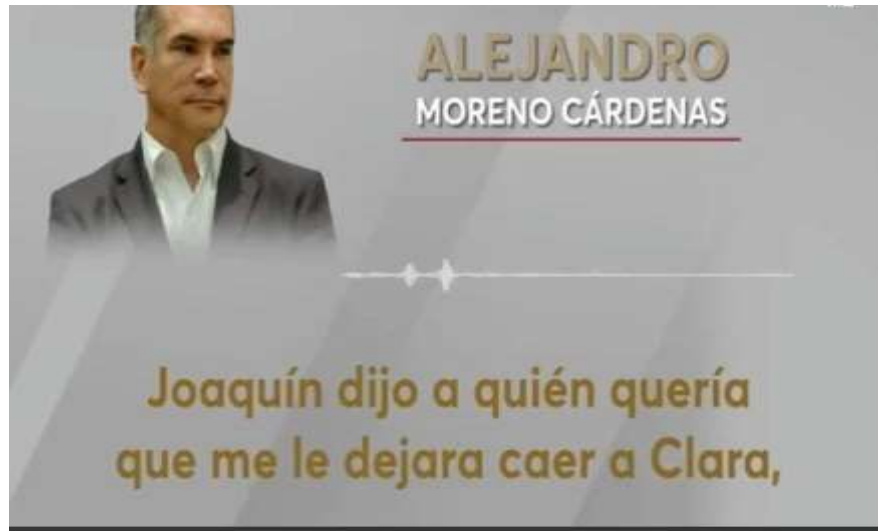 ALEJANDRO
MORENO CÁRDENAS
Joaquín dijo a quién quería
que me le dejara caer a Clara,